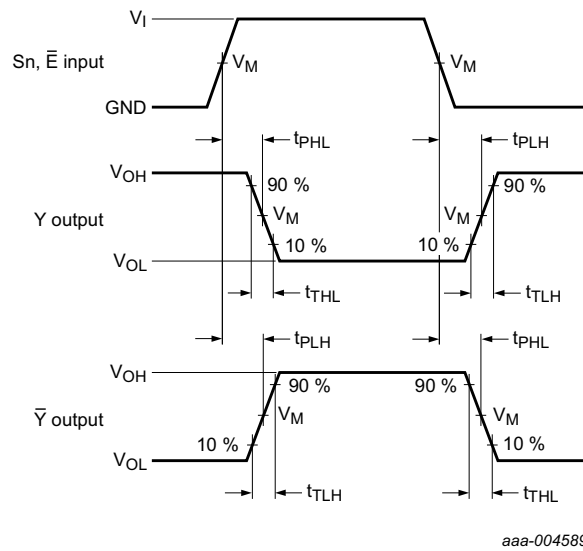 V_I
Sn, E̅ input
V_M
V_M
GND
t_PHL
t_PLH
V_OH
90 %
90 %
Y output
V_M
V_M
10 %
10 %
V_OL
t_THL
t_TLH
t_PLH
t_PHL
V_OH
90 %
90 %
Y̅ output
V_M
V_M
10 %
10 %
V_OL
t_TLH
t_THL
aaa-004589